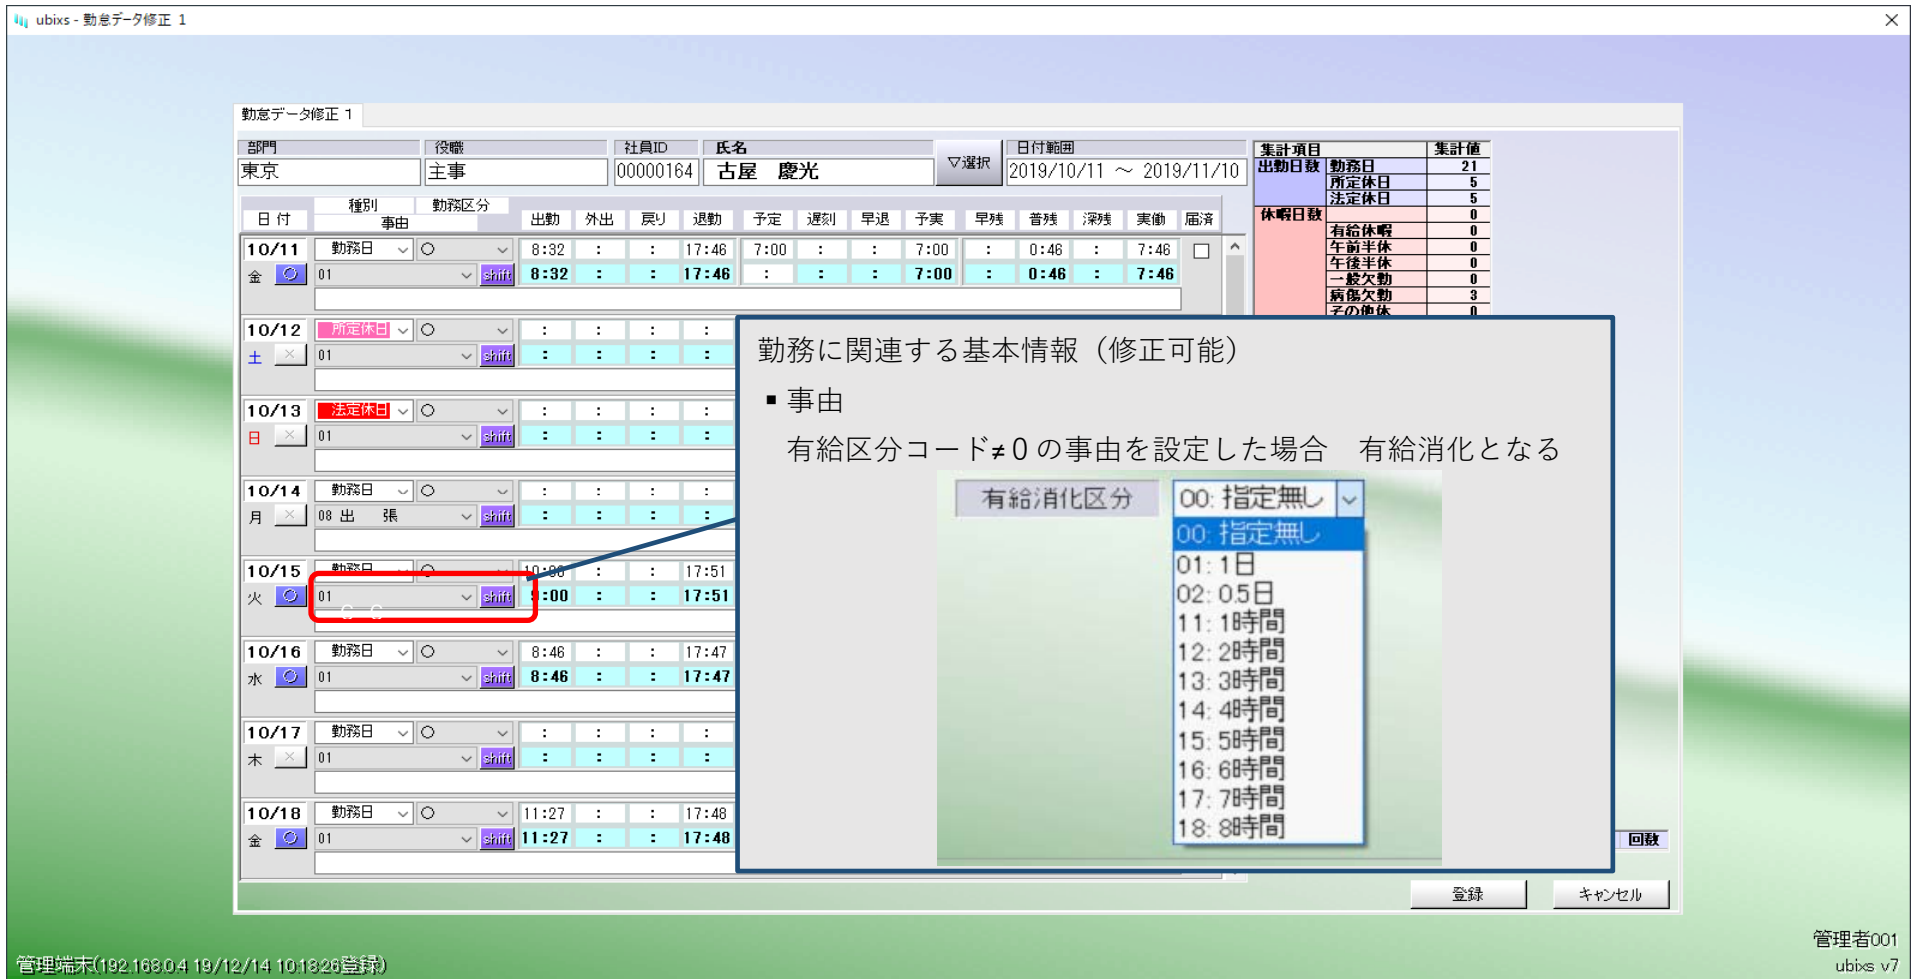 ubixs - 勤怠データ修正 1
勤怠データ修正 1
部門 役職 社員ID 氏名 日付範囲
東京 主事 00000164 古屋 慶光 ▽選択 2019/10/11 ～ 2019/11/10
日付 種別 勤務区分 事由 出勤 外出 戻り 退勤 予定 遅刻 早退 予実 早残 普残 深残 実働 届済
10/11 勤務日 ○ 8:32 : : 17:46 7:00 : : 7:00 : 0:46 : 7:46
金 ○ 01 shift 8:32 : : 17:46 : : : 7:00 : 0:46 : 7:46
10/12 所定休日 ○ : : : :
土 × 01 shift : : : :
10/13 法定休日 ○ : : : :
日 × 01 shift : : : :
10/14 勤務日 ○ : : : :
月 × 08 出 張 shift : : : :
10/15 勤務日 ○ : : 17:51
火 ○ 01 shift :00 : : 17:51
10/16 勤務日 ○ 8:46 : : 17:47
水 ○ 01 shift 8:46 : : 17:47
10/17 勤務日 ○ : : : :
木 × 01 shift : : : :
10/18 勤務日 ○ 11:27 : : 17:48
金 ○ 01 shift 11:27 : : 17:48
集計項目 集計値
出勤日数 勤務日 21
所定休日 5
法定休日 5
休暇日数 0
有給休暇 0
午前半休 0
午後半休 0
一般欠勤 0
病傷欠勤 3
その他休 0
勤務に関連する基本情報（修正可能）
▪ 事由
有給区分コード≠0の事由を設定した場合 有給消化となる
有給消化区分 00: 指定無し
00: 指定無し
01: 1日
02: 0.5日
11: 1時間
12: 2時間
13: 3時間
14: 4時間
15: 5時間
16: 6時間
17: 7時間
18: 8時間
回数
登録 キャンセル
管理者001
管理端末(192.168.0.4 19/12/14 10:18:26登録)
ubixs v7